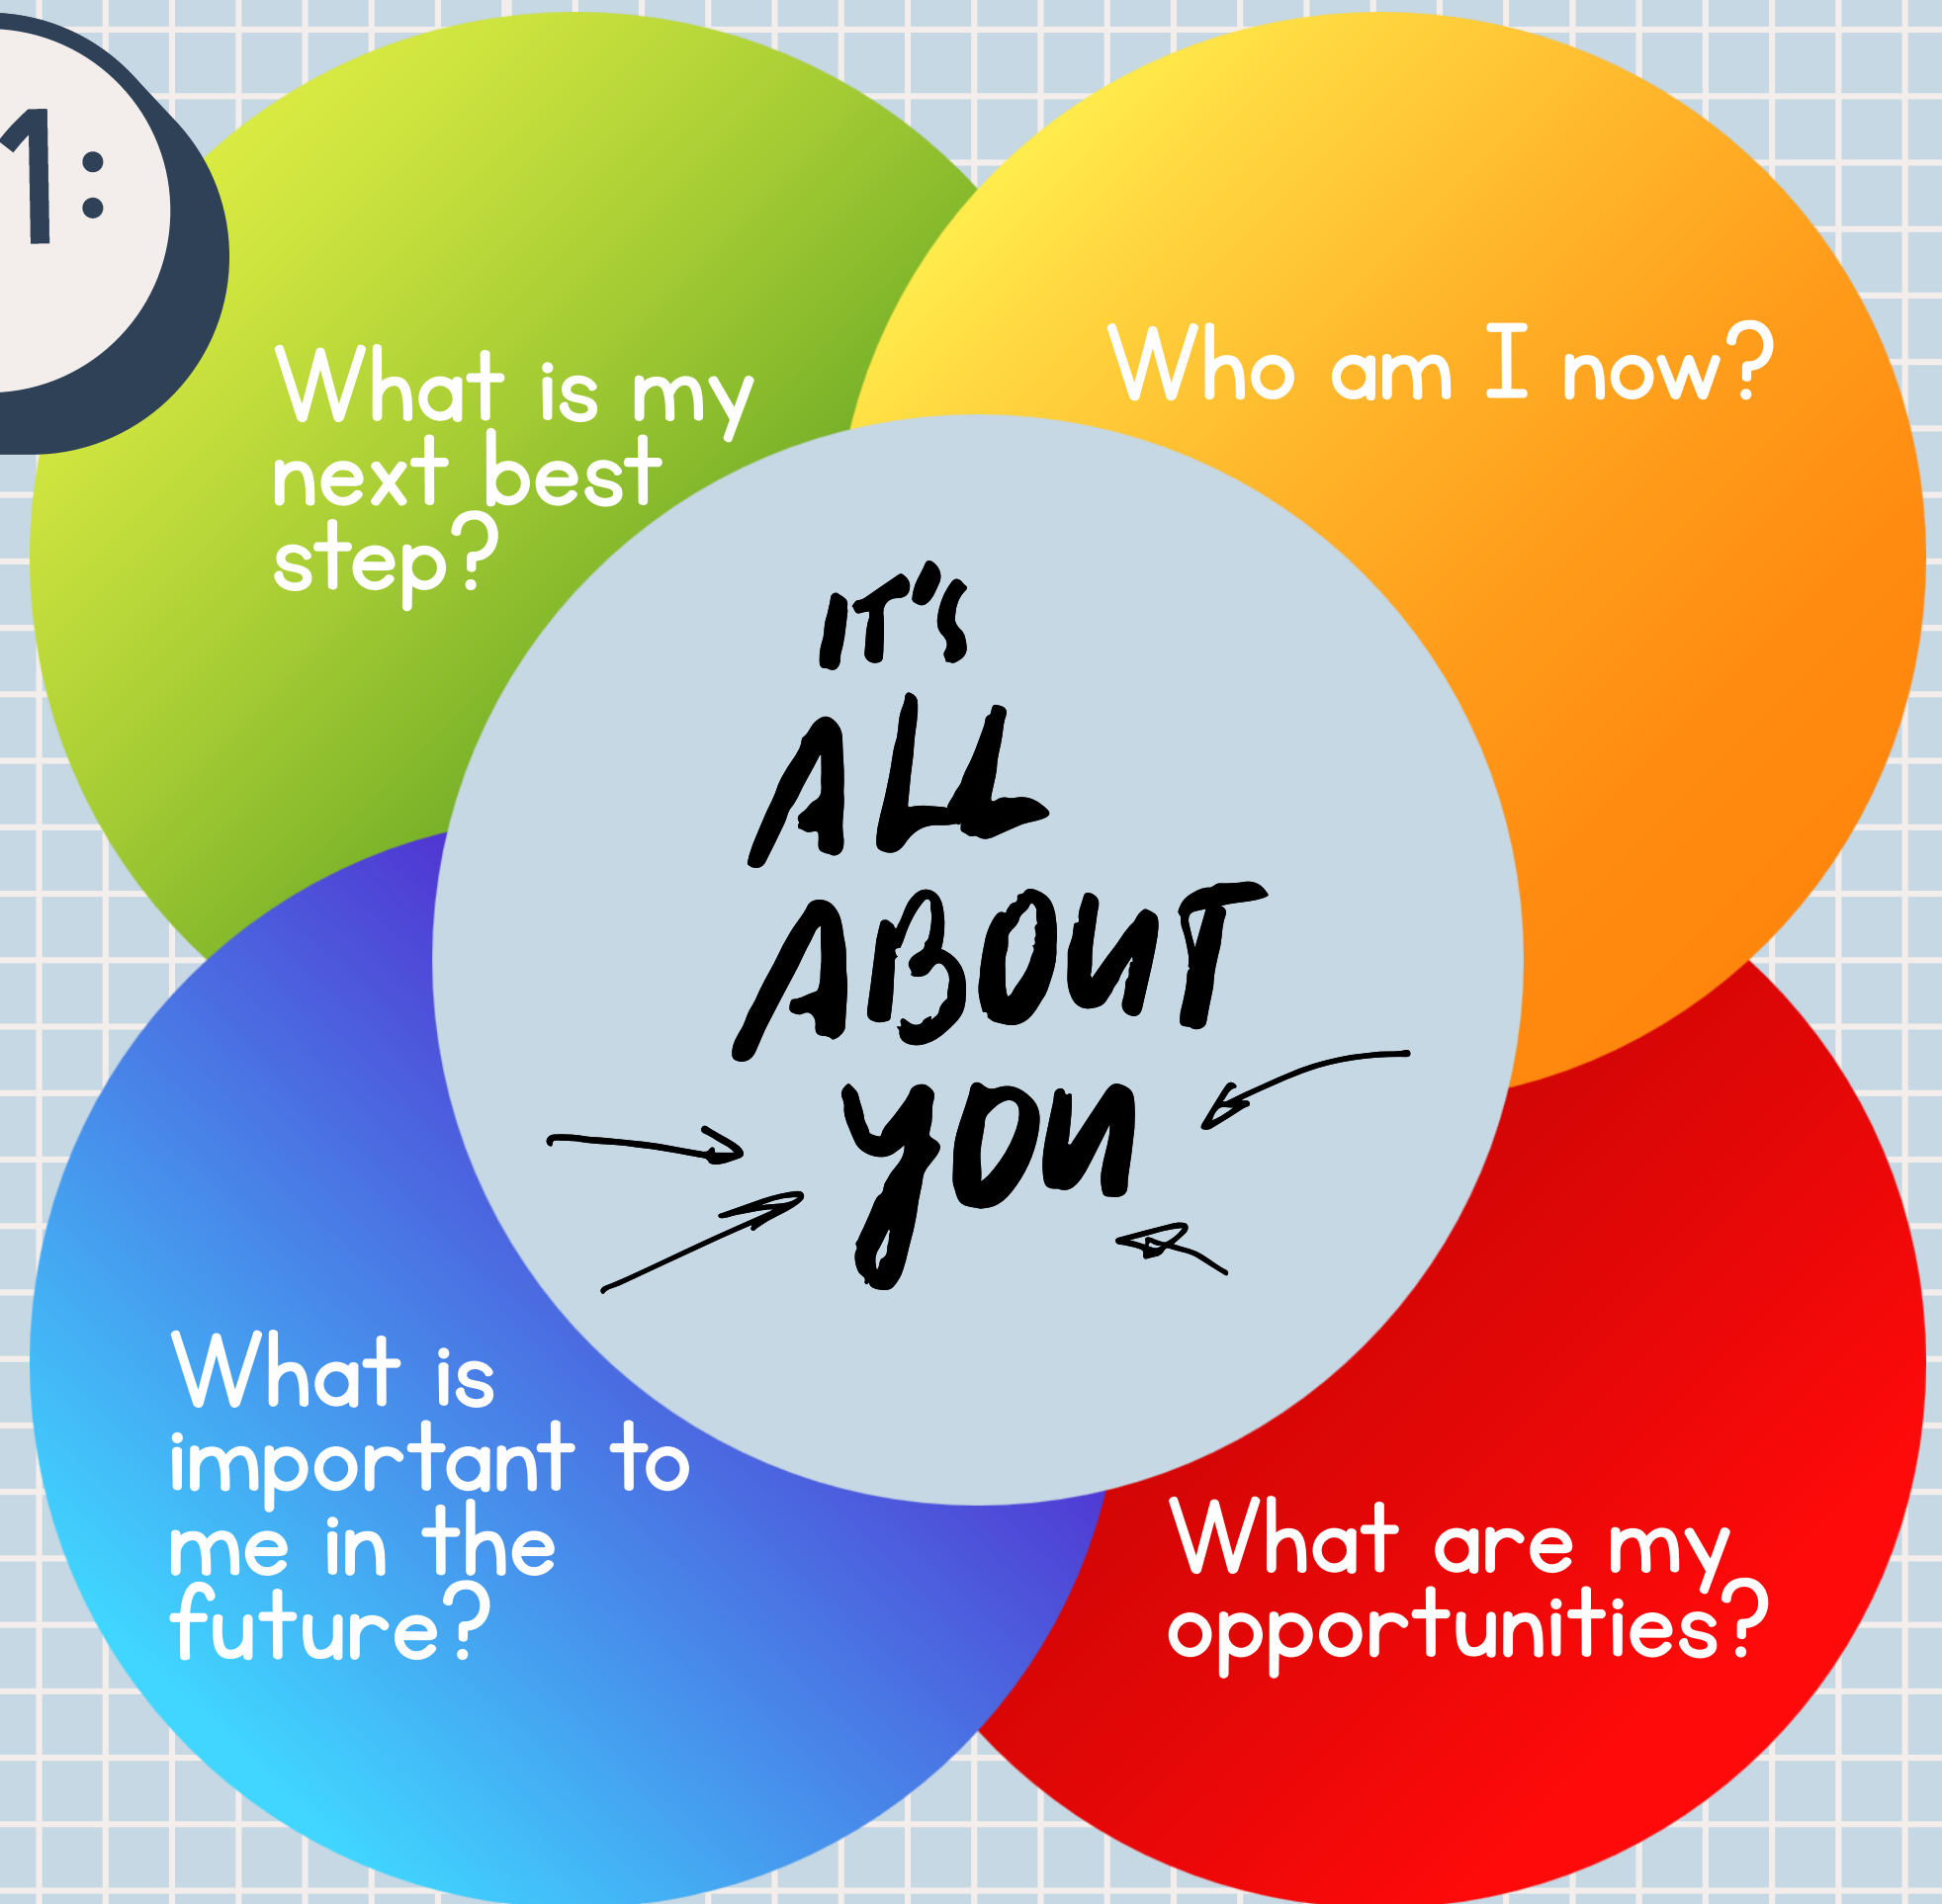 1:
What is my
next best
step?
Who am I now?
IT'S
ALL
ABOUT
YOU
What is
important to
me in the
future?
What are my
opportunities?